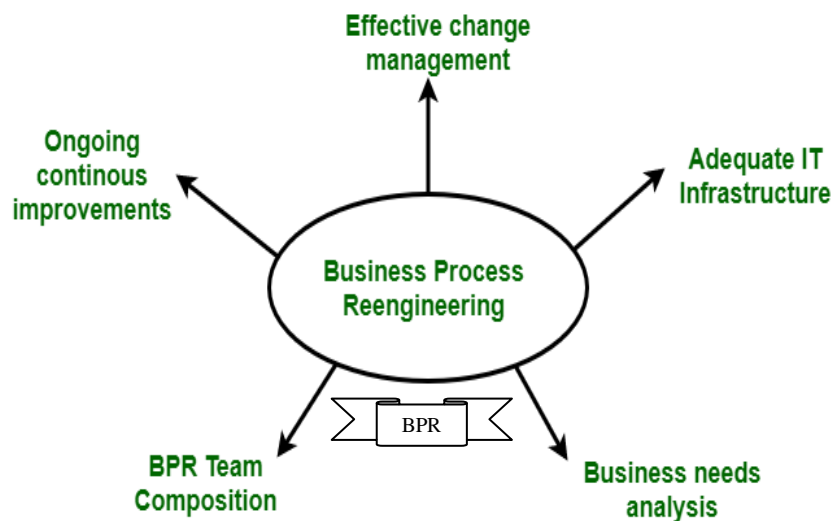 Effective change
management
Ongoing
continous
improvements
Adequate IT
Infrastructure
Business Process
Reengineering
BPR
BPR Team
Composition
Business needs
analysis